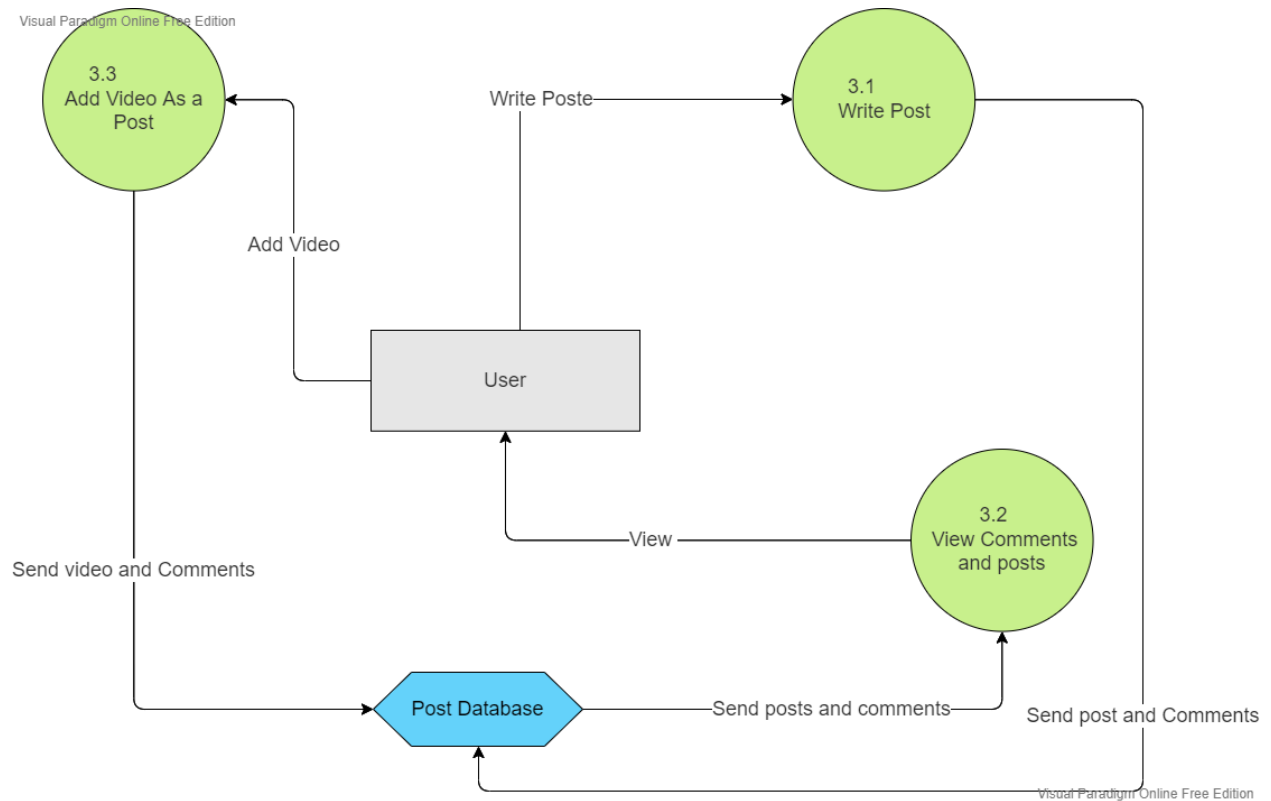 Visual Paradigm Online Free Edition
3.3
Add Video As a
Post
Write Poste
3.1
Write Post
Add Video
User
3.2
View Comments
and posts
View
Send video and Comments
Post Database
Send posts and comments
Send post and Comments
Visual Paradigm Online Free Edition